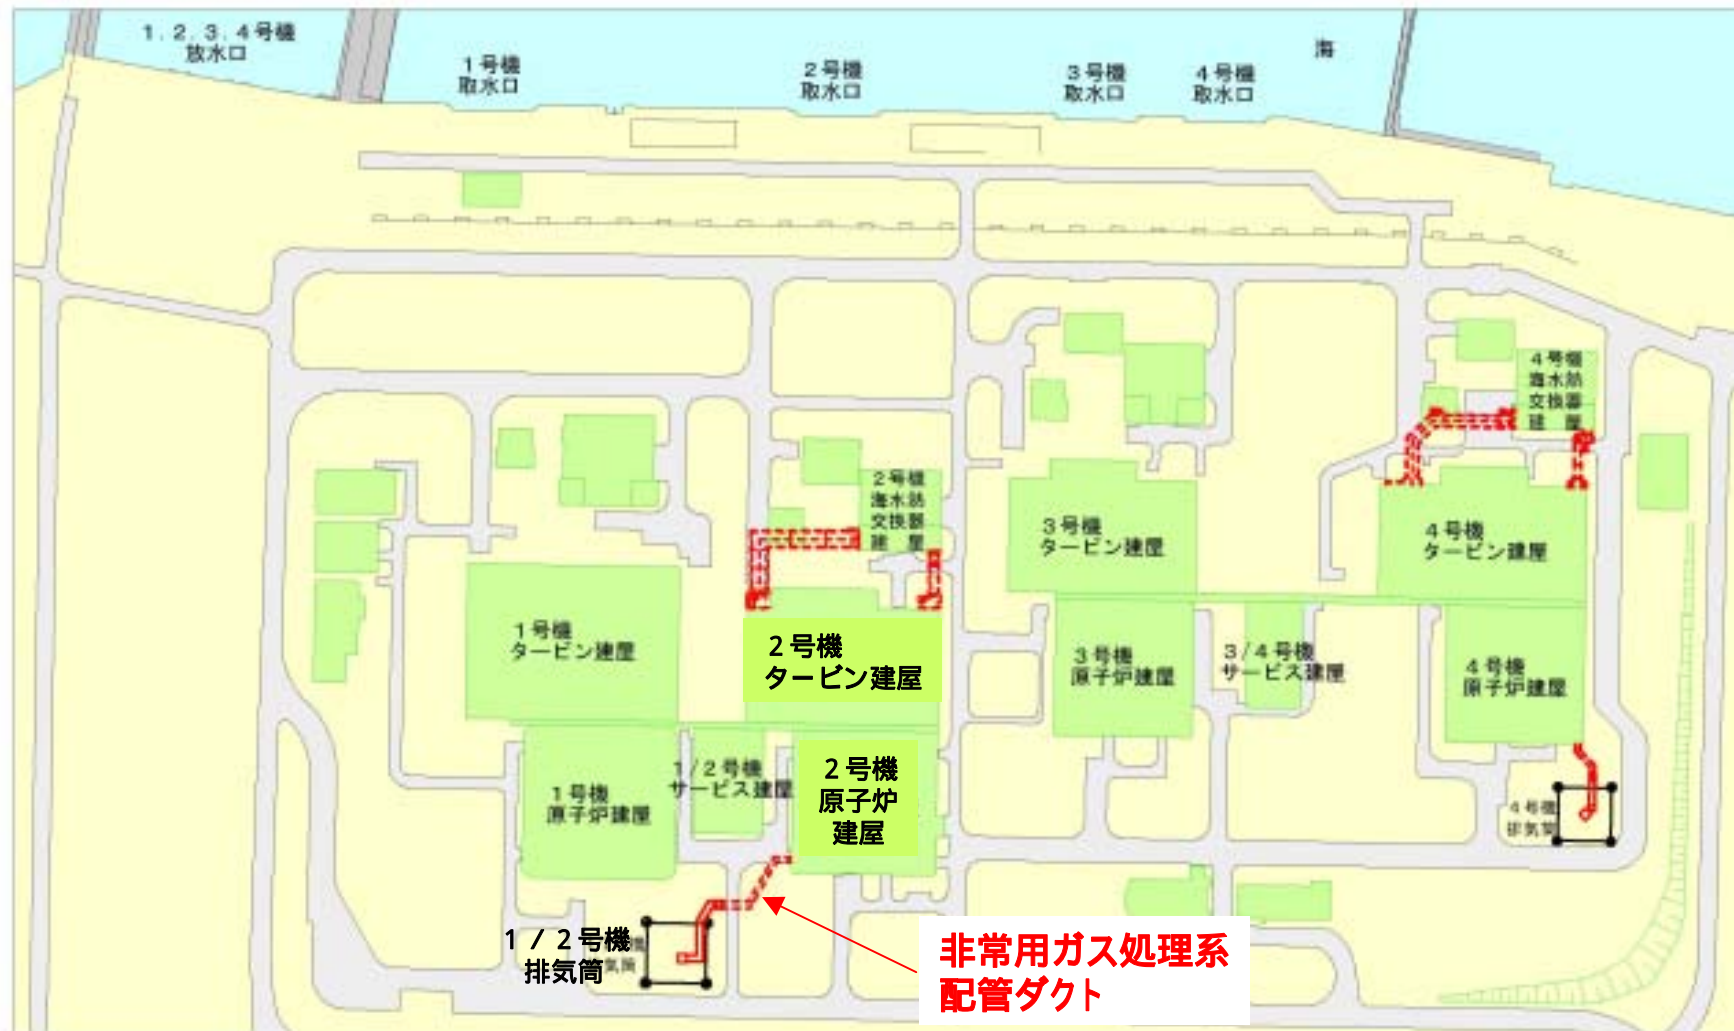 1.2.3.4号機
放水口
1号機
取水口
2号機
取水口
3号機
取水口
4号機
取水口
海
4号機
海水熱
交換器
建屋
2号機
海水熱
交換器
建屋
3号機
タービン建屋
4号機
タービン建屋
1号機
タービン建屋
2号機
タービン建屋
3号機
原子炉建屋
3/4号機
サービス建屋
4号機
原子炉建屋
1号機
原子炉建屋
1/2号機
サービス建屋
2号機
原子炉
建屋
4号機
排気筒
1/2号機
排気筒
非常用ガス処理系
配管ダクト